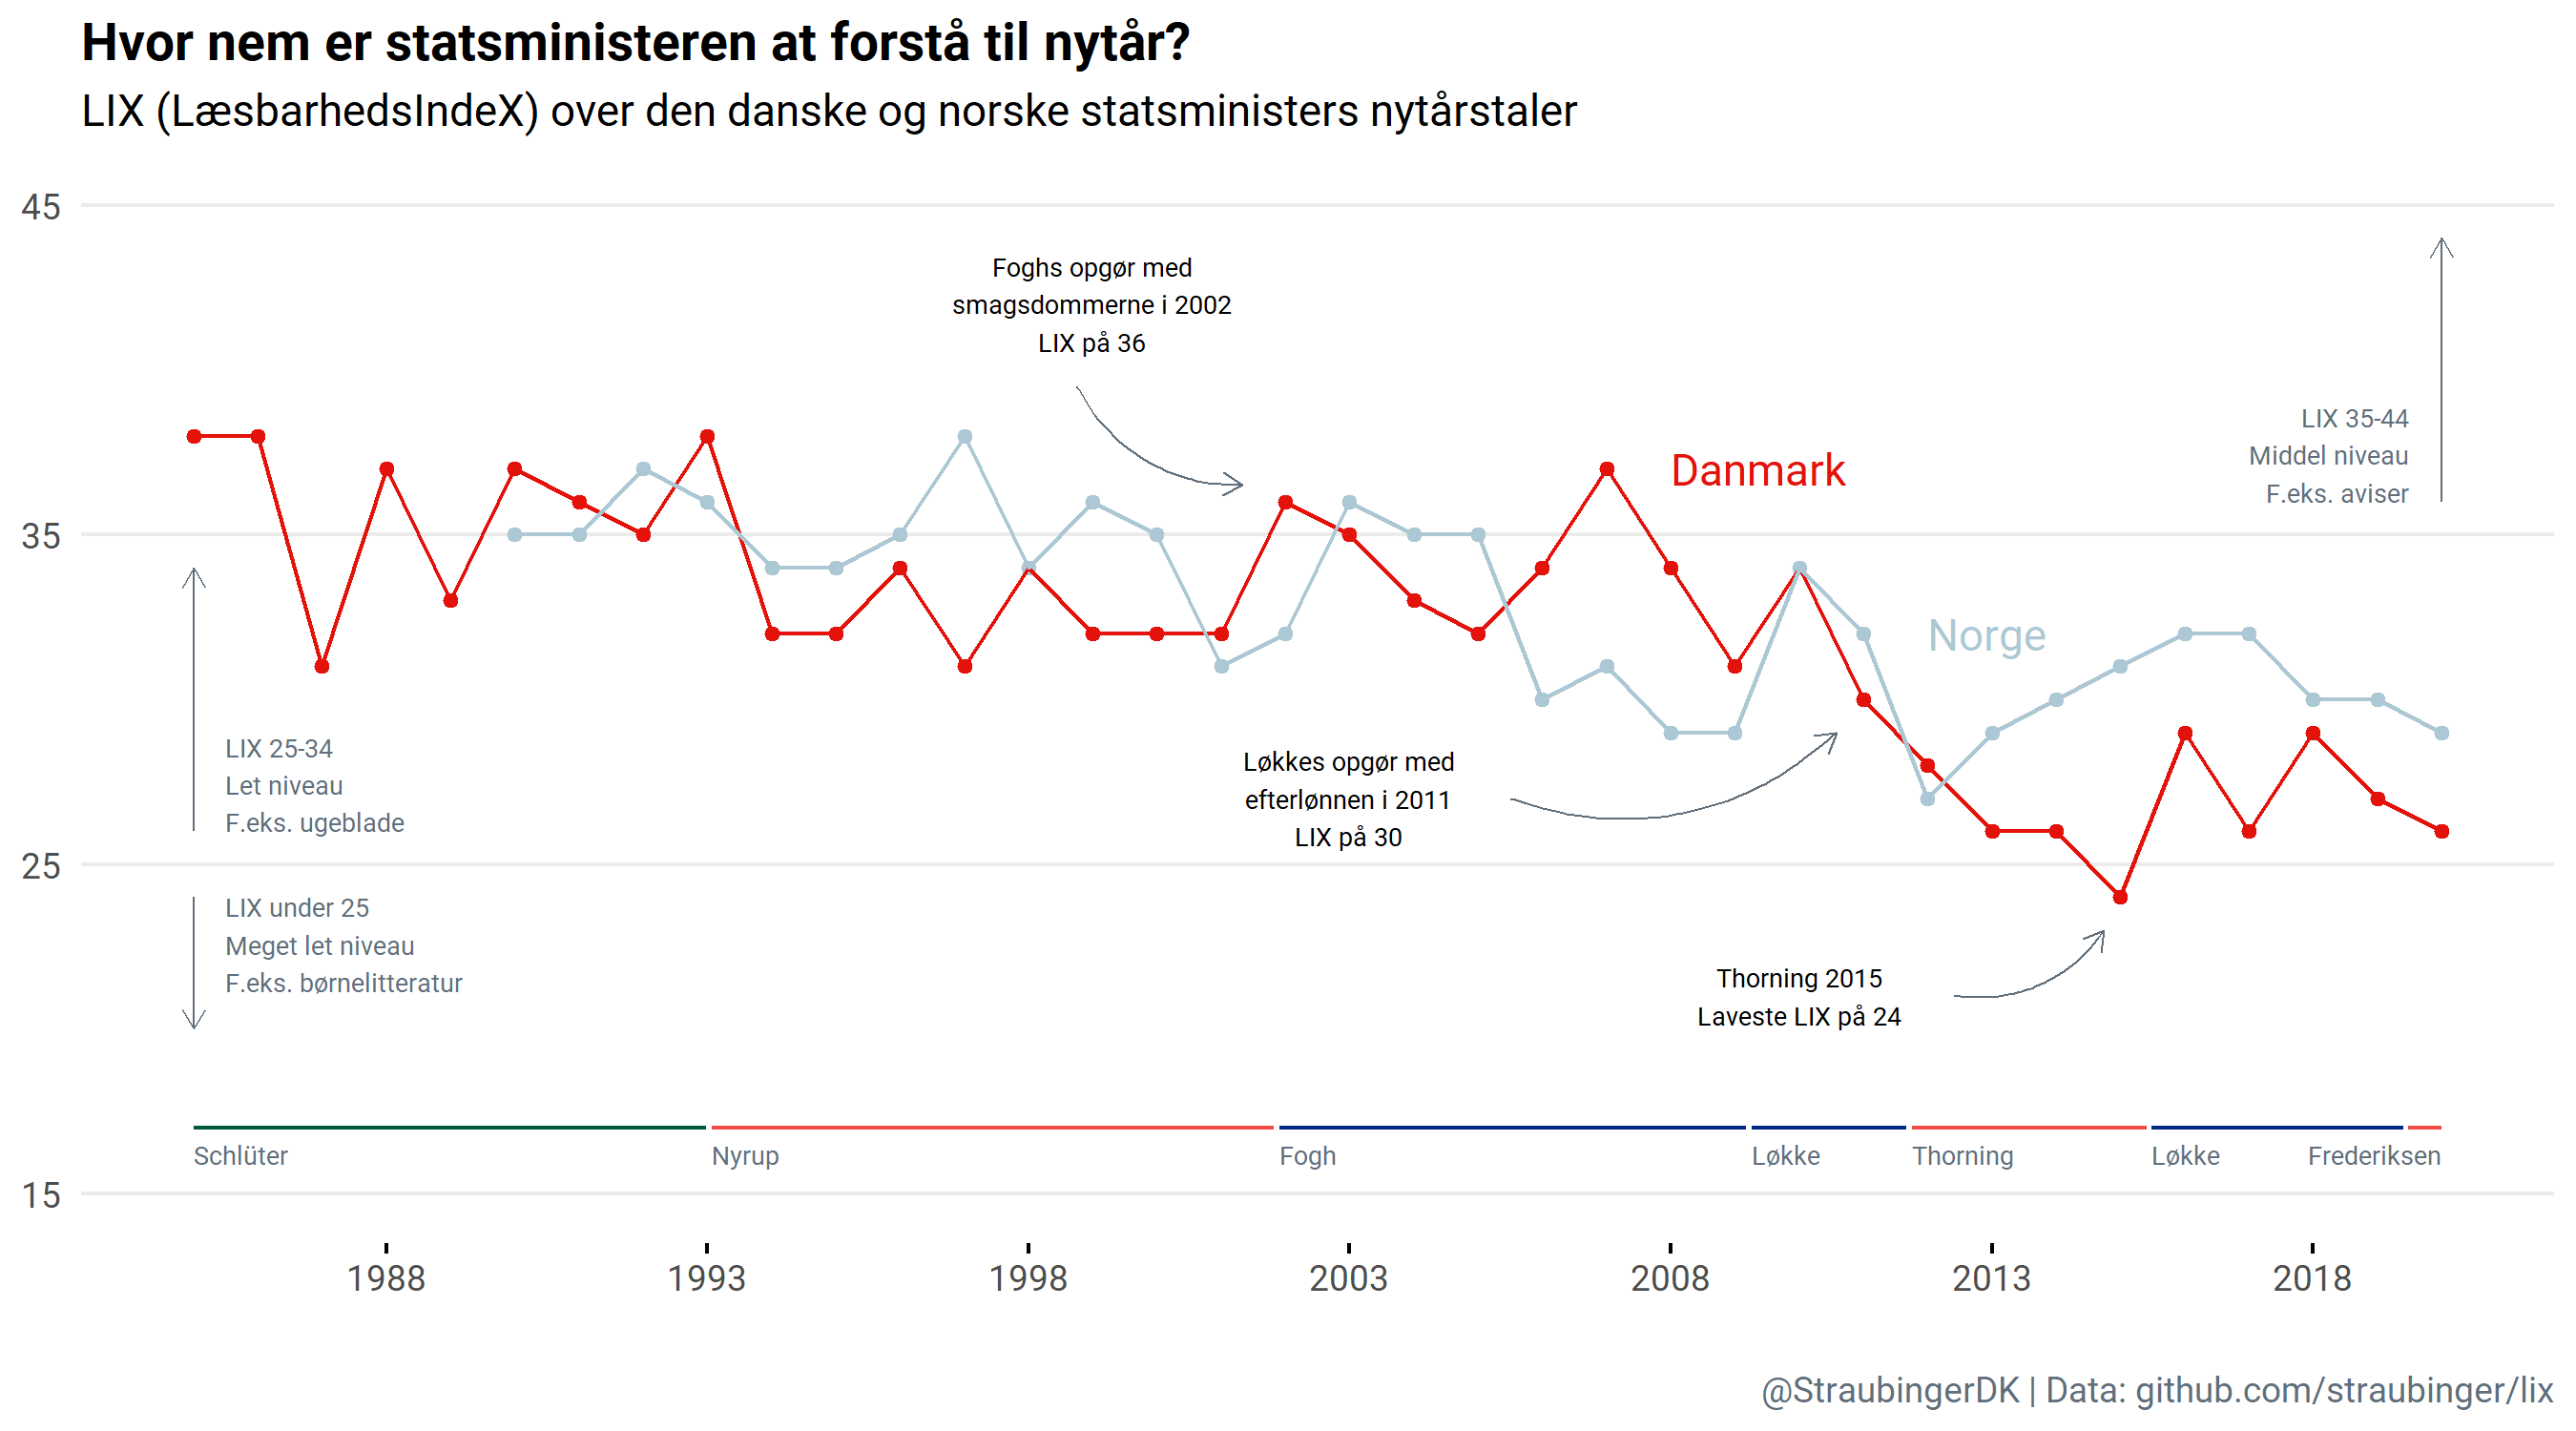 Hvor nem er statsministeren at forstå til nytår?
LIX (LæsbarhedsIndeX) over den danske og norske statsministers nytårstaler
45
35
25
15
Foghs opgør med
smagsdommerne i 2002
LIX på 36
LIX 35-44
Middel niveau
F.eks. aviser
Danmark
Norge
LIX 25-34
Let niveau
F.eks. ugeblade
Løkkes opgør med
efterlønnen i 2011
LIX på 30
LIX under 25
Meget let niveau
F.eks. børnelitteratur
Thorning 2015
Laveste LIX på 24
Schlüter
Nyrup
Fogh
Løkke
Thorning
Løkke
Frederiksen
1988
1993
1998
2003
2008
2013
2018
@StraubingerDK | Data: github.com/straubinger/lix